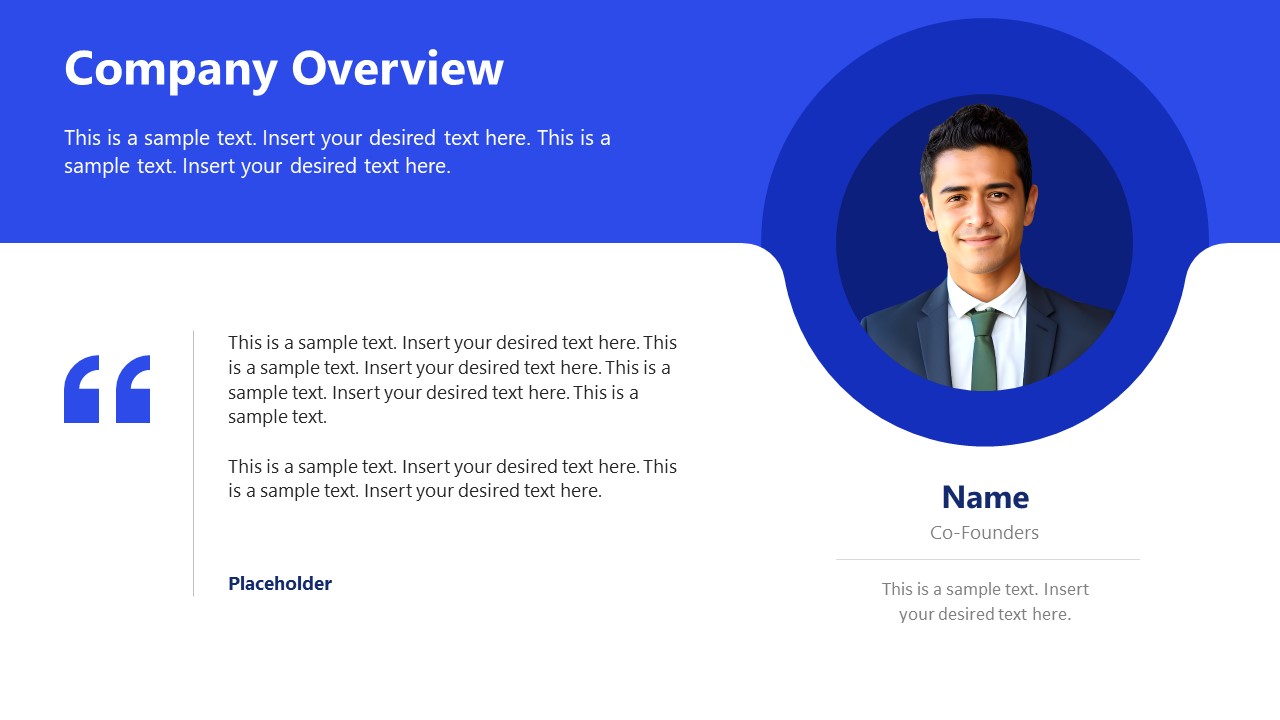 Company Overview
This is a sample text. Insert your desired text here. This is a
sample text. Insert your desired text here.
This is a sample text. Insert your desired text here. This
is a sample text. Insert your desired text here. This is a
sample text. Insert your desired text here. This is a
sample text.
This is a sample text. Insert your desired text here. This
is a sample text. Insert your desired text here.
Placeholder
Name
Co-Founders
This is a sample text. Insert
your desired text here.